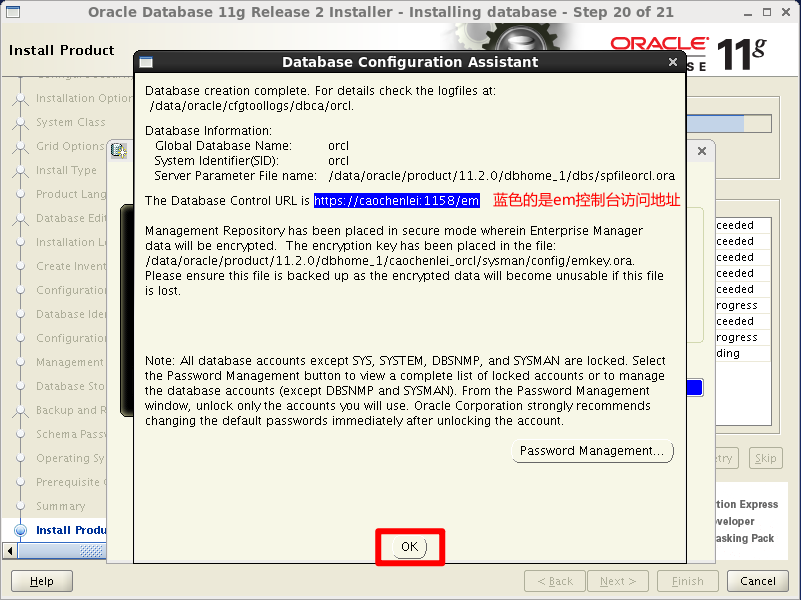 Oracle Database 11g Release 2 Installer - Installing database - Step 20 of 21
Install Product
ORACLE
11g
SE
Installation Option
System Class
Grid Options
Install Type
Product Lang
Database Edit
Installation Lo
Create Invent
Configuration
Database Iden
Configuration
Management
Database Sto
Backup and R
Schema Passw
Operating Sy
Prerequisite C
Summary
Install Produ
Database Configuration Assistant
Database creation complete. For details check the logfiles at:
/data/oracle/cfgtoollogs/dbca/orcl.
Database Information:
Global Database Name: orcl
System Identifier(SID): orcl
Server Parameter File name: /data/oracle/product/11.2.0/dbhome_1/dbs/spfileorcl.ora
The Database Control URL is https://caochenlei:1158/em 蓝色的是em控制台访问地址
Management Repository has been placed in secure mode wherein Enterprise Manager
data will be encrypted. The encryption key has been placed in the file:
/data/oracle/product/11.2.0/dbhome_1/caochenlei_orcl/sysman/config/emkey.ora.
Please ensure this file is backed up as the encrypted data will become unusable if this file
is lost.
Note: All database accounts except SYS, SYSTEM, DBSNMP, and SYSMAN are locked. Select
the Password Management button to view a complete list of locked accounts or to manage
the database accounts (except DBSNMP and SYSMAN). From the Password Management
window, unlock only the accounts you will use. Oracle Corporation strongly recommends
changing the default passwords immediately after unlocking the account.
Password Management...
OK
ceeded
ceeded
ceeded
ceeded
ceeded
rogress
ceeded
rogress
ding
etry
Skip
tion Express
veloper
asking Pack
Help
< Back
Next >
Finish
Cancel